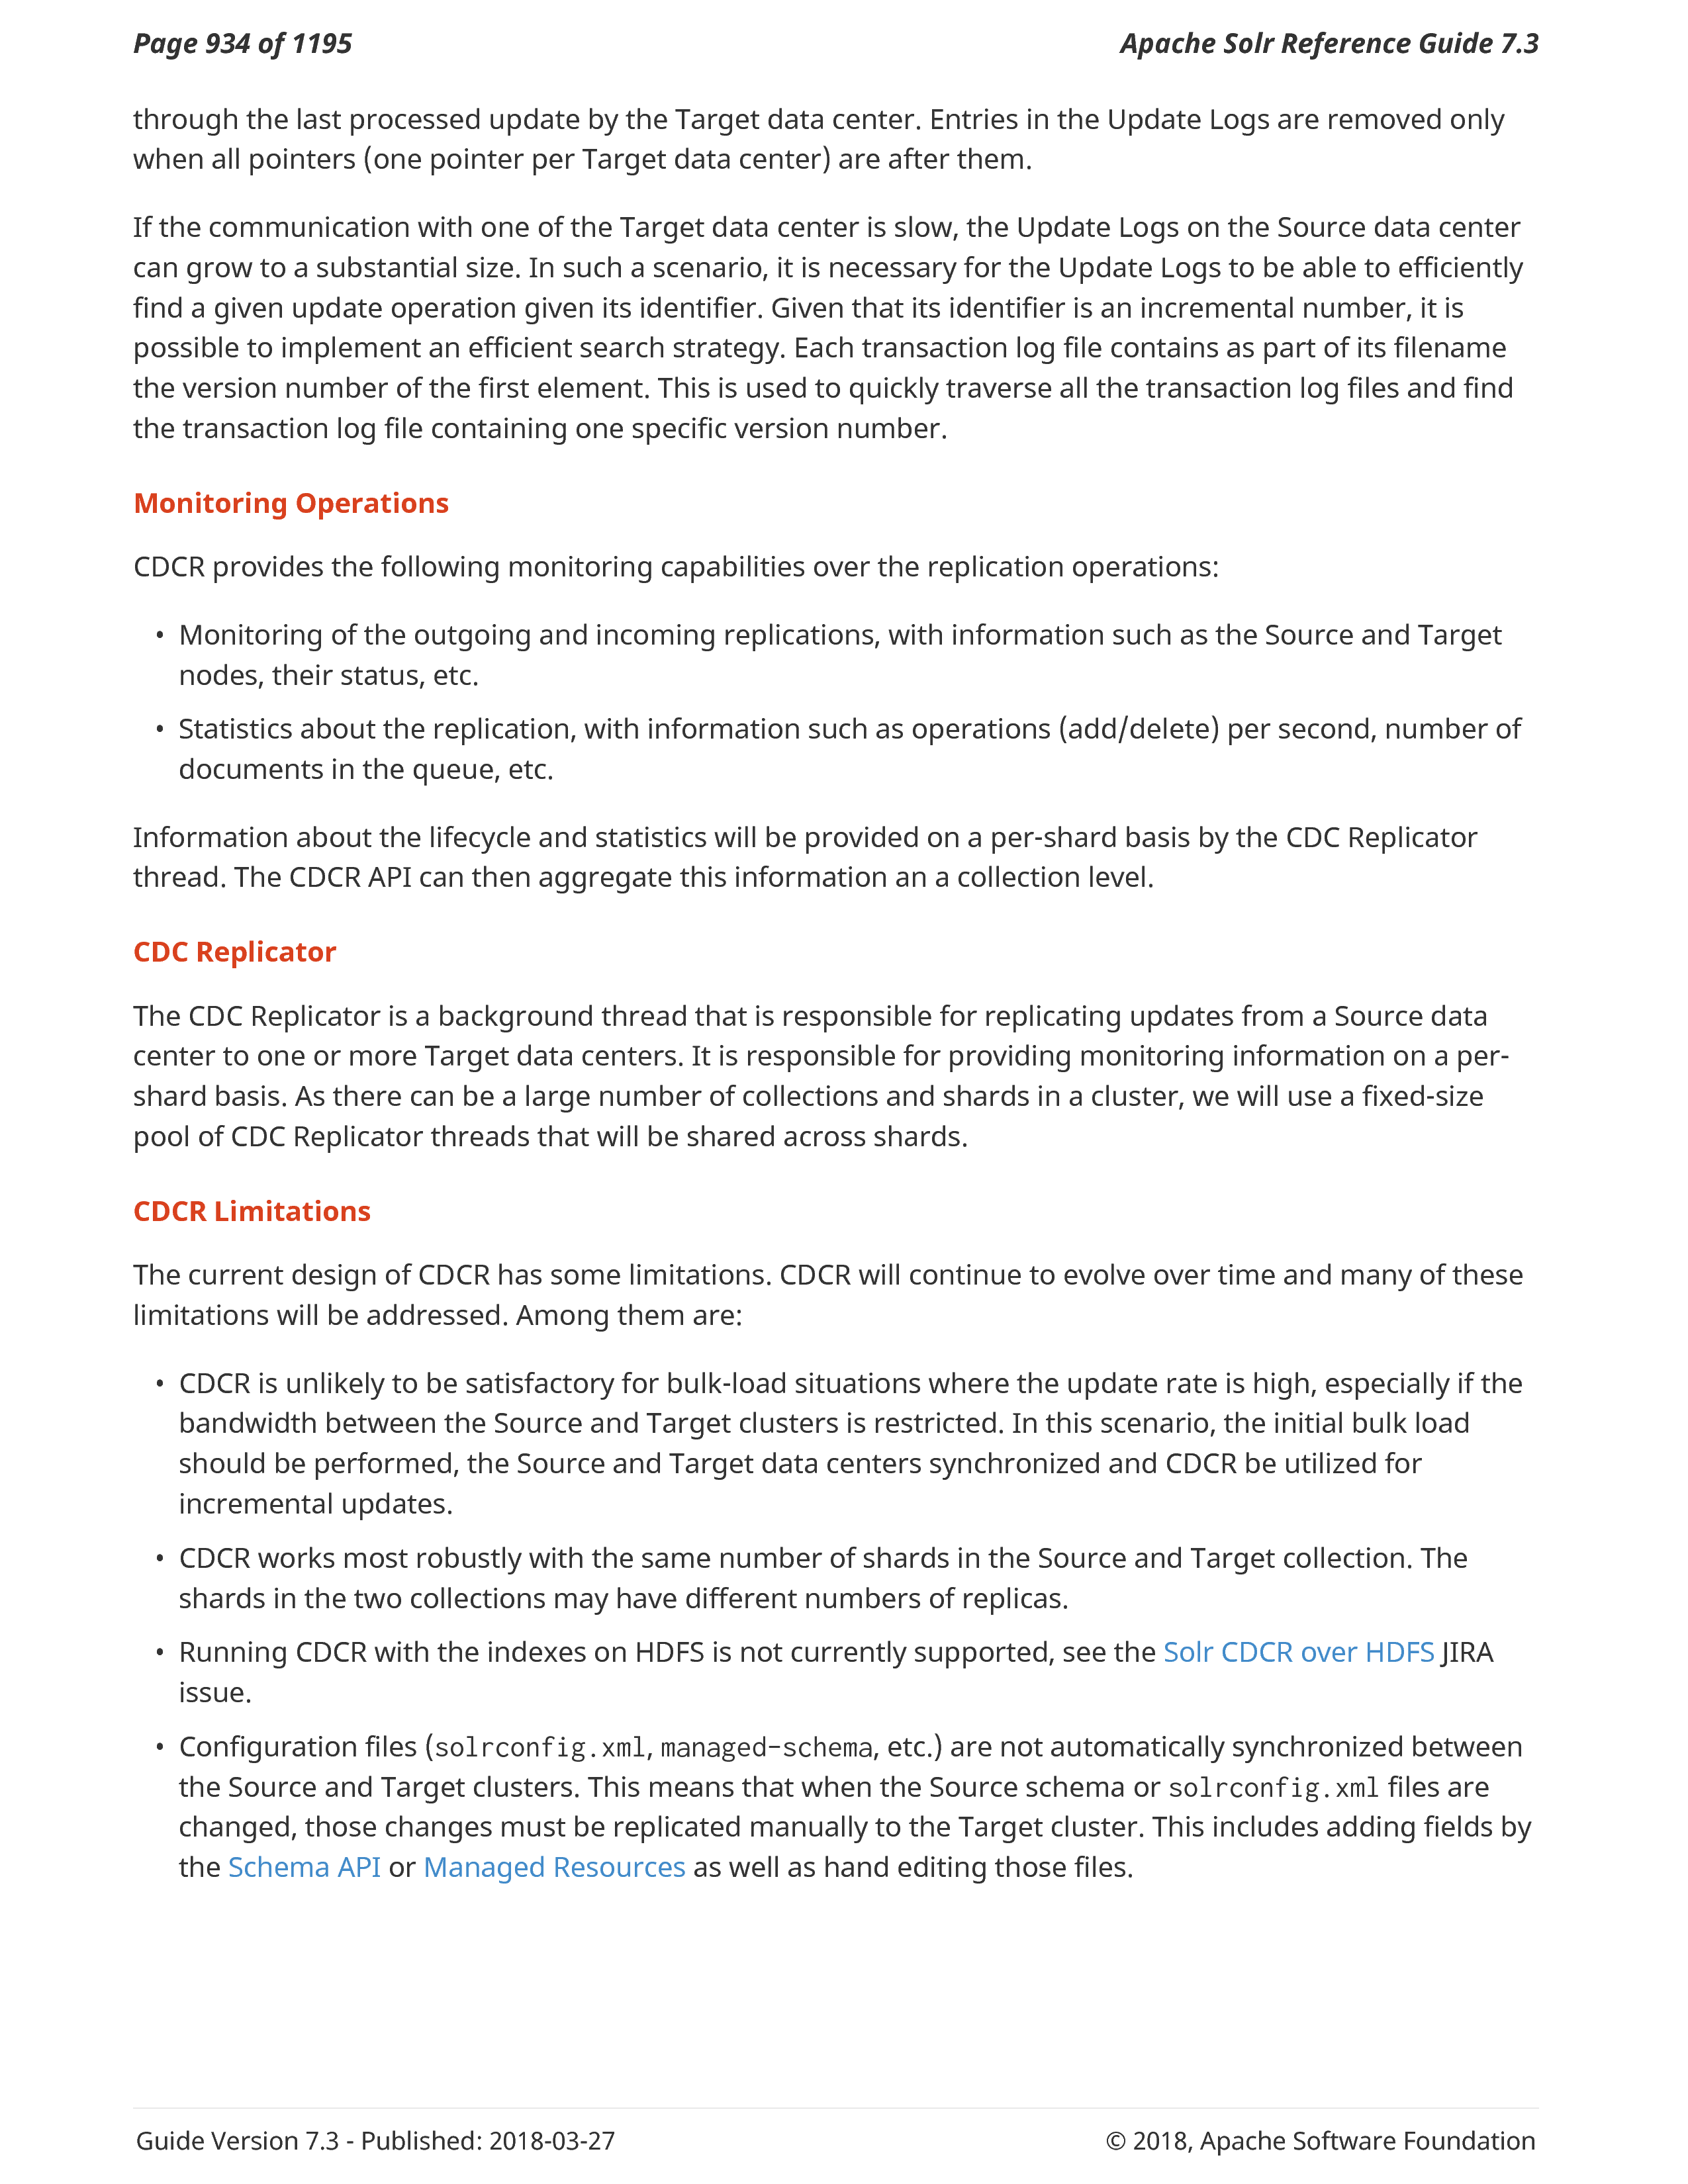 Page 934 of 1195
Apache Solr Reference Guide 7.3
through the last processed update by the Target data center. Entries in the Update Logs are removed only
when all pointers (one pointer per Target data center) are after them.
If the communication with one of the Target data center is slow, the Update Logs on the Source data center
can grow to a substantial size. In such a scenario, it is necessary for the Update Logs to be able to efficiently
find a given update operation given its identifier. Given that its identifier is an incremental number, it is
possible to implement an efficient search strategy. Each transaction log file contains as part of its filename
the version number of the first element. This is used to quickly traverse all the transaction log files and find
the transaction log file containing one specific version number.
Monitoring Operations
CDCR provides the following monitoring capabilities over the replication operations:
• Monitoring of the outgoing and incoming replications, with information such as the Source and Target
nodes, their status, etc.
• Statistics about the replication, with information such as operations (add/delete) per second, number of
documents in the queue, etc.
Information about the lifecycle and statistics will be provided on a per-shard basis by the CDC Replicator
thread. The CDCR API can then aggregate this information an a collection level.
CDC Replicator
The CDC Replicator is a background thread that is responsible for replicating updates from a Source data
center to one or more Target data centers. It is responsible for providing monitoring information on a per-
shard basis. As there can be a large number of collections and shards in a cluster, we will use a fixed-size
pool of CDC Replicator threads that will be shared across shards.
CDCR Limitations
The current design of CDCR has some limitations. CDCR will continue to evolve over time and many of these
limitations will be addressed. Among them are:
• CDCR is unlikely to be satisfactory for bulk-load situations where the update rate is high, especially if the
bandwidth between the Source and Target clusters is restricted. In this scenario, the initial bulk load
should be performed, the Source and Target data centers synchronized and CDCR be utilized for
incremental updates.
• CDCR works most robustly with the same number of shards in the Source and Target collection. The
shards in the two collections may have different numbers of replicas.
• Running CDCR with the indexes on HDFS is not currently supported, see the Solr CDCR over HDFS JIRA
issue.
• Configuration files (solrconfig.xml, managed-schema, etc.) are not automatically synchronized between
the Source and Target clusters. This means that when the Source schema or solrconfig.xml files are
changed, those changes must be replicated manually to the Target cluster. This includes adding fields by
the Schema API or Managed Resources as well as hand editing those files.
Guide Version 7.3 - Published: 2018-03-27
© 2018, Apache Software Foundation